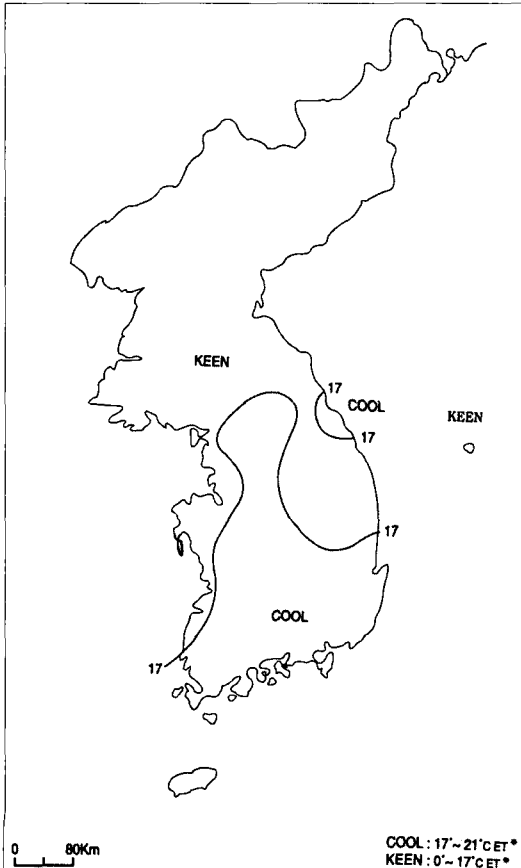 KEEN
17
COOL
KEEN
17
17
COOL
17
0 80Km
COOL : 17°~ 21°C ET*
KEEN : 0°~ 17°C ET*